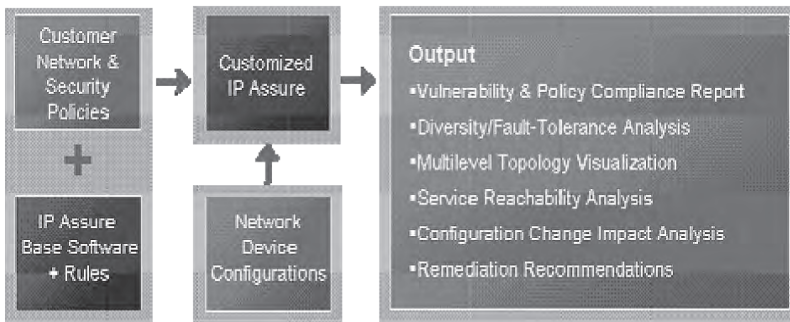 Customer
Network &
Security
Policies
+
IP Assure
Base Software
+ Rules
Customized
IP Assure
Network
Device
Configurations
Output
▪Vulnerability & Policy Compliance Report
▪Diversity/Fault-Tolerance Analysis
▪Multilevel Topology Visualization
▪Service Reachability Analysis
▪Configuration Change Impact Analysis
▪Remediation Recommendations